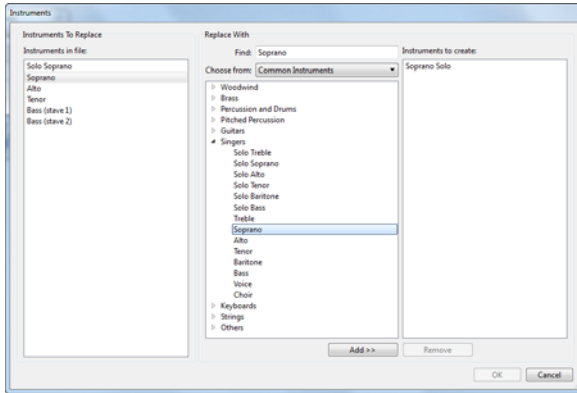 Instruments
Instruments To Replace
Instruments in file:
Solo Soprano
Soprano
Alto
Tenor
Bass (stave 1)
Bass (stave 2)
Replace With
Find: Soprano
Choose from: Common Instruments
Woodwind
Brass
Percussion and Drums
Pitched Percussion
Guitars
Singers
Solo Treble
Solo Soprano
Solo Alto
Solo Tenor
Solo Baritone
Solo Bass
Treble
Soprano
Alto
Tenor
Baritone
Bass
Voice
Choir
Keyboards
Strings
Others
Add >>
Instruments to create:
Soprano Solo
Remove
OK
Cancel